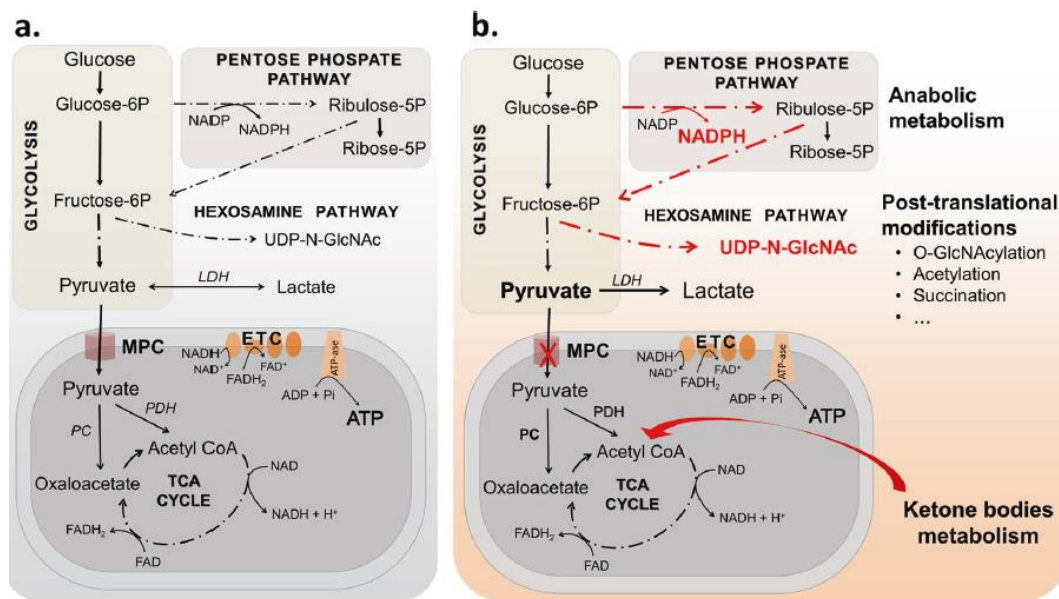 a.
Glucose
PENTOSE PHOSPATE
PATHWAY
Glucose-6P
Ribulose-5P
NADP
NADPH
Ribose-5P
GLYCOLYSIS
Fructose-6P
HEXOSAMINE PATHWAY
UDP-N-GlcNAc
Pyruvate
LDH
Lactate
MPC
ETC
NADH
NAD⁺
FADH₂
FAD⁺
ATP-ase
ADP + Pi
ATP
Pyruvate
PDH
PC
Acetyl CoA
Oxaloacetate
TCA
CYCLE
NAD
NADH + H⁺
FADH₂
FAD
b.
Glucose
PENTOSE PHOSPHATE
PATHWAY
Glucose-6P
Ribulose-5P
NADP
NADPH
Ribose-5P
Anabolic
metabolism
GLYCOLYSIS
Fructose-6P
HEXOSAMINE PATHWAY
UDP-N-GlcNAc
Post-translational
modifications
• O-GlcNAcylation
• Acetylation
• Succination
• ...
Pyruvate
LDH
Lactate
MPC
ETC
NADH
NAD⁺
FADH₂
FAD⁺
ATP-ase
ADP + Pi
ATP
Pyruvate
PDH
PC
Acetyl CoA
Oxaloacetate
TCA
CYCLE
NAD
NADH + H⁺
FADH₂
FAD
Ketone bodies
metabolism